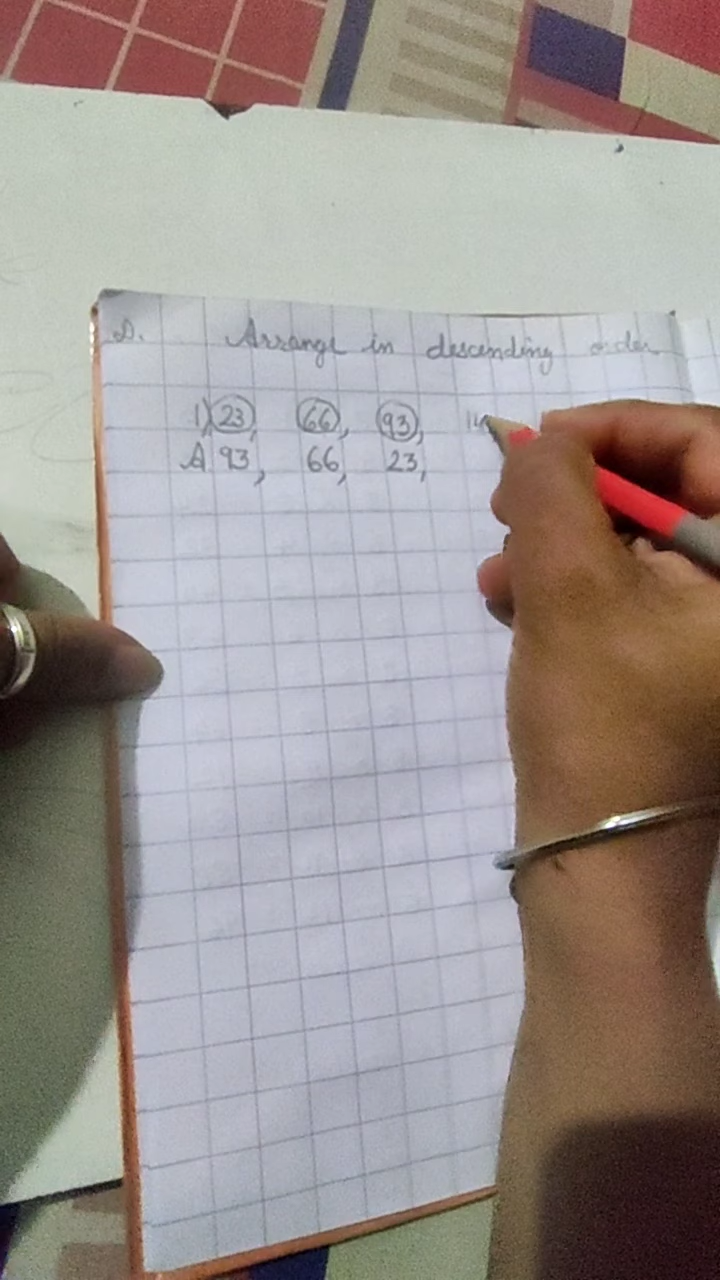 D. Arrange in descending order
1) 23, 66, 93,
A 93, 66, 23,